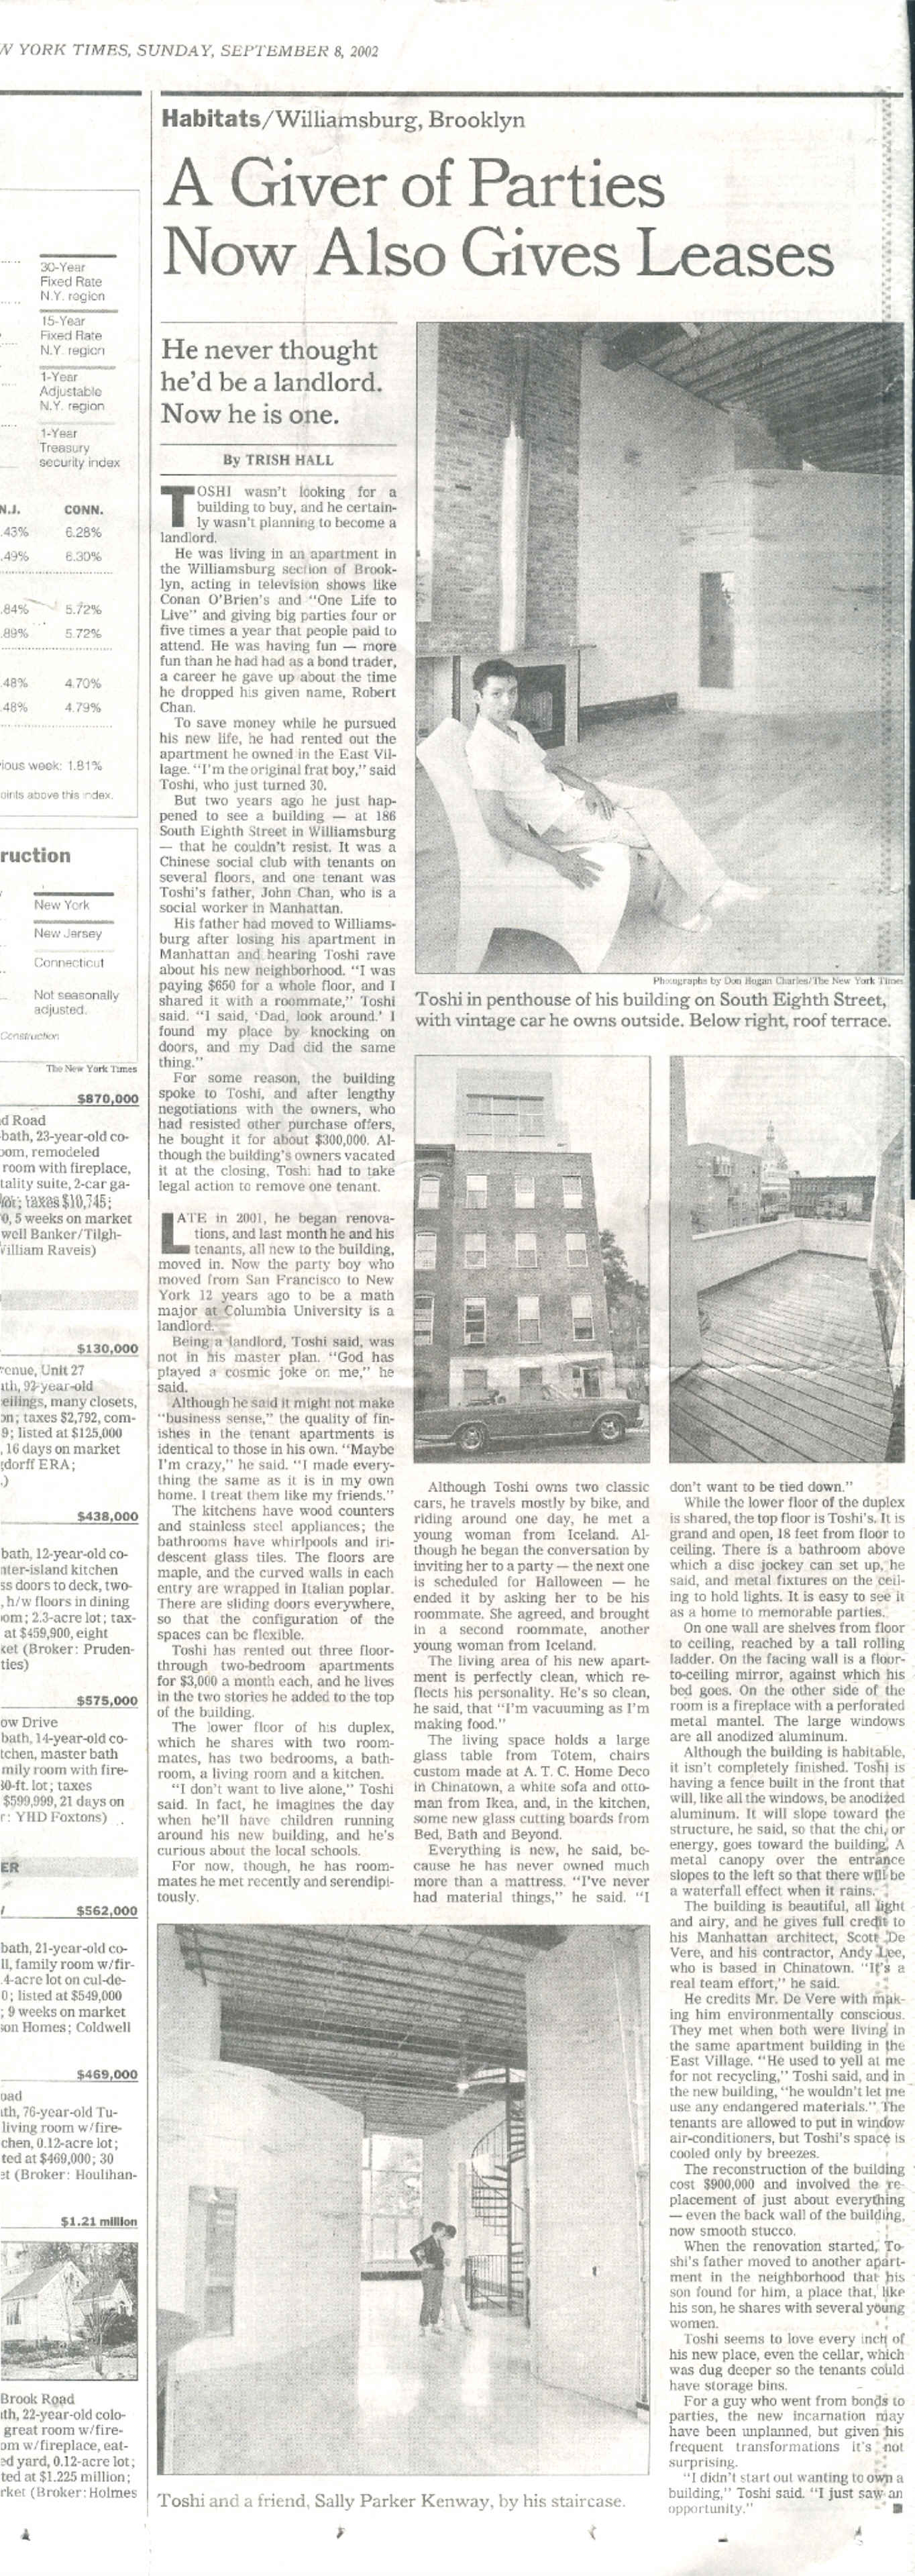 W YORK TIMES, SUNDAY, SEPTEMBER 8, 2002
30-Year
Fixed Rate
N.Y. region
15-Year
Fixed Rate
N.Y. region
1-Year
Adjustable
N.Y. region
1-Year
Treasury
security index
N.J. CONN.
.43% 6.28%
.49% 6.30%
.84% 5.72%
.89% 5.72%
.48% 4.70%
.48% 4.79%
ious week: 1.81%
oints above this index.
ruction
New York
New Jersey
Connecticut
Not seasonally
adjusted.
Construction
The New York Times
$870,000
d Road
bath, 23-year-old co-
oom, remodeled
room with fireplace,
tality suite, 2-car ga-
lot; taxes $10,745;
0, 5 weeks on market
well Banker/Tilgh-
William Raveis)
$130,000
venue, Unit 27
ath, 92-year-old
eilings, many closets,
on; taxes $2,792, com-
9; listed at $125,000
, 16 days on market
gdorff ERA;
.)
$438,000
bath, 12-year-old co-
nter-island kitchen
ss doors to deck, two-
, h/w floors in dining
oom; 2.3-acre lot; tax-
at $459,900, eight
ket (Broker: Pruden-
ties)
$575,000
ow Drive
bath, 14-year-old co-
tchen, master bath
mily room with fire-
80-ft. lot; taxes
$599,999, 21 days on
r: YHD Foxtons)
ER
$562,000
bath, 21-year-old co-
ll, family room w/fir-
.4-acre lot on cul-de-
0; listed at $549,000
; 9 weeks on market
son Homes; Coldwell
$469,000
oad
ath, 76-year-old Tu-
living room w/fire-
chen, 0.12-acre lot;
ted at $469,000; 30
et (Broker: Houlihan-
$1.21 million
Brook Road
ath, 22-year-old colo-
great room w/fire-
om w/fireplace, eat-
ed yard, 0.12-acre lot;
ted at $1.225 million;
rket (Broker: Holmes
Habitats/Williamsburg, Brooklyn
A Giver of Parties
Now Also Gives Leases
He never thought
he'd be a landlord.
Now he is one.
By TRISH HALL
TOSHI wasn't looking for a
building to buy, and he certain-
ly wasn't planning to become a
landlord.
He was living in an apartment in
the Williamsburg section of Brook-
lyn, acting in television shows like
Conan O'Brien's and "One Life to
Live" and giving big parties four or
five times a year that people paid to
attend. He was having fun — more
fun than he had had as a bond trader,
a career he gave up about the time
he dropped his given name, Robert
Chan.
To save money while he pursued
his new life, he had rented out the
apartment he owned in the East Vil-
lage. "I'm the original frat boy," said
Toshi, who just turned 30.
But two years ago he just hap-
pened to see a building — at 186
South Eighth Street in Williamsburg
— that he couldn't resist. It was a
Chinese social club with tenants on
several floors, and one tenant was
Toshi's father, John Chan, who is a
social worker in Manhattan.
His father had moved to Williams-
burg after losing his apartment in
Manhattan and hearing Toshi rave
about his new neighborhood. "I was
paying $650 for a whole floor, and I
shared it with a roommate," Toshi
said. "I said, 'Dad, look around.' I
found my place by knocking on
doors, and my Dad did the same
thing."
For some reason, the building
spoke to Toshi, and after lengthy
negotiations with the owners, who
had resisted other purchase offers,
he bought it for about $300,000. Al-
though the building's owners vacated
it at the closing, Toshi had to take
legal action to remove one tenant.
LATE in 2001, he began renova-
tions, and last month he and his
tenants, all new to the building,
moved in. Now the party boy who
moved from San Francisco to New
York 12 years ago to be a math
major at Columbia University is a
landlord.
Being a landlord, Toshi said, was
not in his master plan. "God has
played a cosmic joke on me," he
said.
Although he said it might not make
"business sense," the quality of fin-
ishes in the tenant apartments is
identical to those in his own. "Maybe
I'm crazy," he said. "I made every-
thing the same as it is in my own
home. I treat them like my friends."
The kitchens have wood counters
and stainless steel appliances; the
bathrooms have whirlpools and iri-
descent glass tiles. The floors are
maple, and the curved walls in each
entry are wrapped in Italian poplar.
There are sliding doors everywhere,
so that the configuration of the
spaces can be flexible.
Toshi has rented out three floor-
through two-bedroom apartments
for $3,000 a month each, and he lives
in the two stories he added to the top
of the building.
The lower floor of his duplex,
which he shares with two room-
mates, has two bedrooms, a bath-
room, a living room and a kitchen.
"I don't want to live alone," Toshi
said. In fact, he imagines the day
when he'll have children running
around his new building, and he's
curious about the local schools.
For now, though, he has room-
mates he met recently and serendipi-
tously.
Photographs by Don Hogan Charles/The New York Times
Toshi in penthouse of his building on South Eighth Street,
with vintage car he owns outside. Below right, roof terrace.
Although Toshi owns two classic
cars, he travels mostly by bike, and
riding around one day, he met a
young woman from Iceland. Al-
though he began the conversation by
inviting her to a party — the next one
is scheduled for Halloween — he
ended it by asking her to be his
roommate. She agreed, and brought
in a second roommate, another
young woman from Iceland.
The living area of his new apart-
ment is perfectly clean, which re-
flects his personality. He's so clean,
he said, that "I'm vacuuming as I'm
making food."
The living space holds a large
glass table from Totem, chairs
custom made at A. T. C. Home Deco
in Chinatown, a white sofa and otto-
man from Ikea, and, in the kitchen,
some new glass cutting boards from
Bed, Bath and Beyond.
Everything is new, he said, be-
cause he has never owned much
more than a mattress. "I've never
had material things," he said. "I
don't want to be tied down."
While the lower floor of the duplex
is shared, the top floor is Toshi's. It is
grand and open, 18 feet from floor to
ceiling. There is a bathroom above
which a disc jockey can set up, he
said, and metal fixtures on the ceil-
ing to hold lights. It is easy to see it
as a home to memorable parties.
On one wall are shelves from floor
to ceiling, reached by a tall rolling
ladder. On the facing wall is a floor-
to-ceiling mirror, against which his
bed goes. On the other side of the
room is a fireplace with a perforated
metal mantel. The large windows
are all anodized aluminum.
Although the building is habitable,
it isn't completely finished. Toshi is
having a fence built in the front that
will, like all the windows, be anodized
aluminum. It will slope toward the
structure, he said, so that the chi, or
energy, goes toward the building. A
metal canopy over the entrance
slopes to the left so that there will be
a waterfall effect when it rains.
The building is beautiful, all light
and airy, and he gives full credit to
his Manhattan architect, Scott De
Vere, and his contractor, Andy Lee,
who is based in Chinatown. "It's a
real team effort," he said.
He credits Mr. De Vere with mak-
ing him environmentally conscious.
They met when both were living in
the same apartment building in the
East Village. "He used to yell at me
for not recycling," Toshi said, and in
the new building, "he wouldn't let me
use any endangered materials." The
tenants are allowed to put in window
air-conditioners, but Toshi's space is
cooled only by breezes.
The reconstruction of the building
cost $900,000 and involved the re-
placement of just about everything
— even the back wall of the building,
now smooth stucco.
When the renovation started, To-
shi's father moved to another apart-
ment in the neighborhood that his
son found for him, a place that, like
his son, he shares with several young
women.
Toshi seems to love every inch of
his new place, even the cellar, which
was dug deeper so the tenants could
have storage bins.
For a guy who went from bonds to
parties, the new incarnation may
have been unplanned, but given his
frequent transformations it's not
surprising.
"I didn't start out wanting to own a
building," Toshi said. "I just saw an
opportunity."
Toshi and a friend, Sally Parker Kenway, by his staircase.